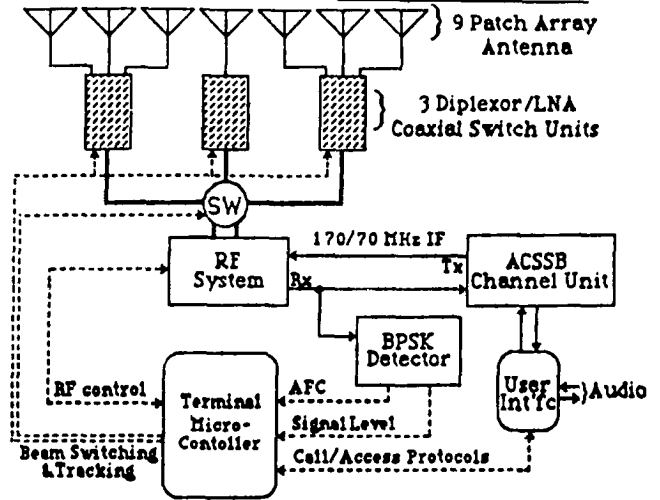 9 Patch Array
Antenna
3 Diplexor/LNA
Coaxial Switch Units
SW
170/70 MHz IF
RF
System
Rx
Tx
ACSSB
Channel Unit
BPSK
Detector
User
Int'fc
Audio
RF control
Terminal
Micro-
Contoller
AFC
Signal Level
Beam Switching
& Tracking
Call/Access Protocols